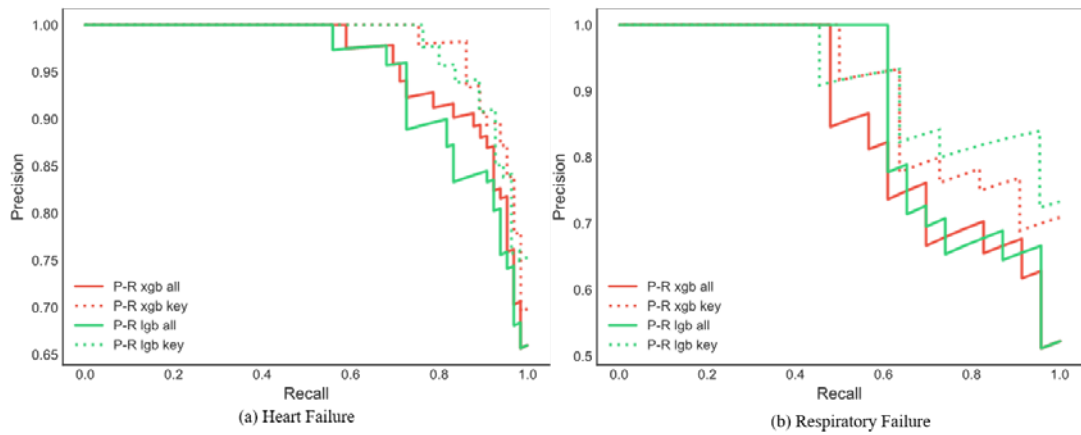 1.00
0.95
0.90
0.85
0.80
0.75
0.70
0.65
Precision
P-R xgb all
P-R xgb key
P-R lgb all
P-R lgb key
0.0 0.2 0.4 0.6 0.8 1.0
Recall
(a) Heart Failure
1.0
0.9
0.8
0.7
0.6
0.5
Precision
P-R xgb all
P-R xgb key
P-R lgb all
P-R lgb key
0.0 0.2 0.4 0.6 0.8 1.0
Recall
(b) Respiratory Failure